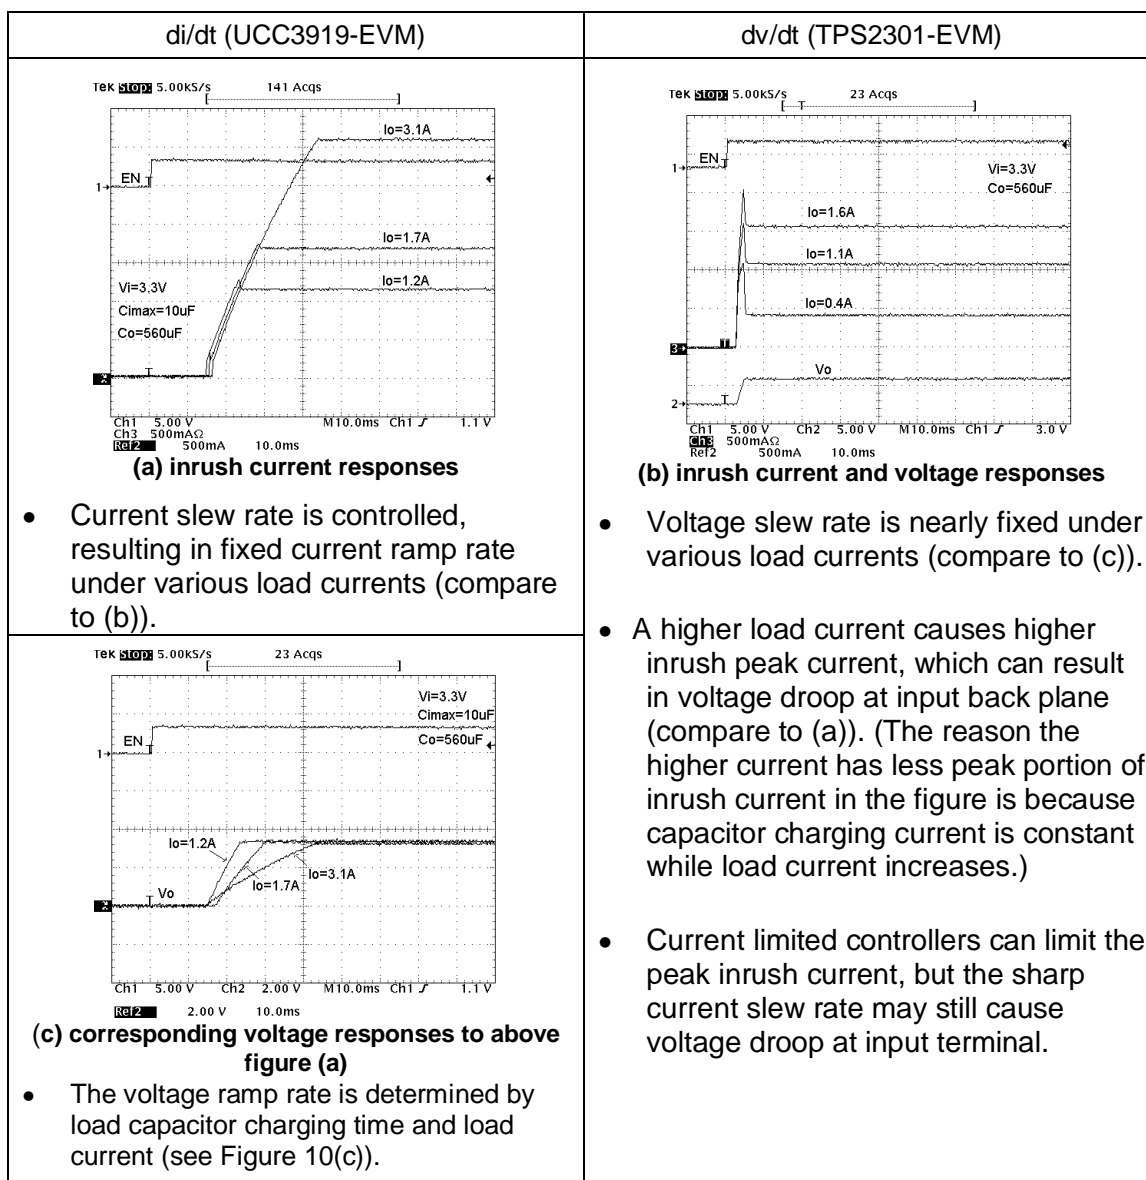 di/dt (UCC3919-EVM)
Tek Stop: 5.00kS/s 141 Acqs
Io=3.1A
EN
1
Io=1.7A
Io=1.2A
Vi=3.3V
Cimax=10uF
Co=560uF
Ch1 5.00 V M10.0ms Ch1 1.1 V
Ch3 500mAΩ
Ref2 500mA 10.0ms
(a) inrush current responses
• Current slew rate is controlled,
resulting in fixed current ramp rate
under various load currents (compare
to (b)).
Tek Stop: 5.00kS/s 23 Acqs
Vi=3.3V
Cimax=10uF
Co=560uF
EN
1
Io=1.2A
Io=1.7A
Io=3.1A
Vo
Ch1 5.00 V Ch2 2.00 V M10.0ms Ch1 1.1 V
Ref2 2.00 V 10.0ms
(c) corresponding voltage responses to above
figure (a)
• The voltage ramp rate is determined by
load capacitor charging time and load
current (see Figure 10(c)).
dv/dt (TPS2301-EVM)
Tek Stop: 5.00kS/s 23 Acqs
T
EN
1
Vi=3.3V
Co=560uF
Io=1.6A
Io=1.1A
Io=0.4A
3
Vo
2
Ch1 5.00 V Ch2 5.00 V M10.0ms Ch1 3.0 V
Ch3 500mAΩ
Ref2 500mA 10.0ms
(b) inrush current and voltage responses
• Voltage slew rate is nearly fixed under
various load currents (compare to (c)).
• A higher load current causes higher
inrush peak current, which can result
in voltage droop at input back plane
(compare to (a)). (The reason the
higher current has less peak portion of
inrush current in the figure is because
capacitor charging current is constant
while load current increases.)
• Current limited controllers can limit the
peak inrush current, but the sharp
current slew rate may still cause
voltage droop at input terminal.